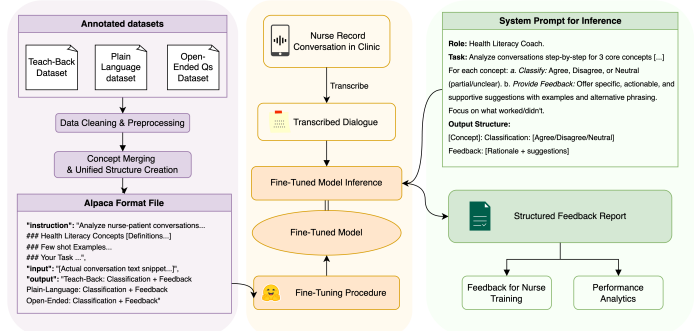 Annotated datasets
Teach-Back
Dataset
Plain
Language
dataset
Open-
Ended Qs
Dataset
Data Cleaning & Preprocessing
Concept Merging
& Unified Structure Creation
Alpaca Format File
"instruction": "Analyze nurse-patient conversations...
### Health Literacy Concepts [Definitions...]
### Few shot Examples...
### Your Task ...",
"input": "[Actual conversation text snippet...]",
"output": "Teach-Back: Classification + Feedback
Plain-Language: Classification + Feedback
Open-Ended: Classification + Feedback"
Nurse Record
Conversation in Clinic
Transcribe
Transcribed Dialogue
Fine-Tuned Model Inference
Fine-Tuned Model
Fine-Tuning Procedure
System Prompt for Inference
Role: Health Literacy Coach.
Task: Analyze conversations step-by-step for 3 core concepts [...]
For each concept: a. Classify: Agree, Disagree, or Neutral
(partial/unclear). b. Provide Feedback: Offer specific, actionable, and
supportive suggestions with examples and alternative phrasing.
Focus on what worked/didn't.
Output Structure:
[Concept]: Classification: [Agree/Disagree/Neutral]
Feedback: [Rationale + suggestions]
Structured Feedback Report
Feedback for Nurse
Training
Performance
Analytics